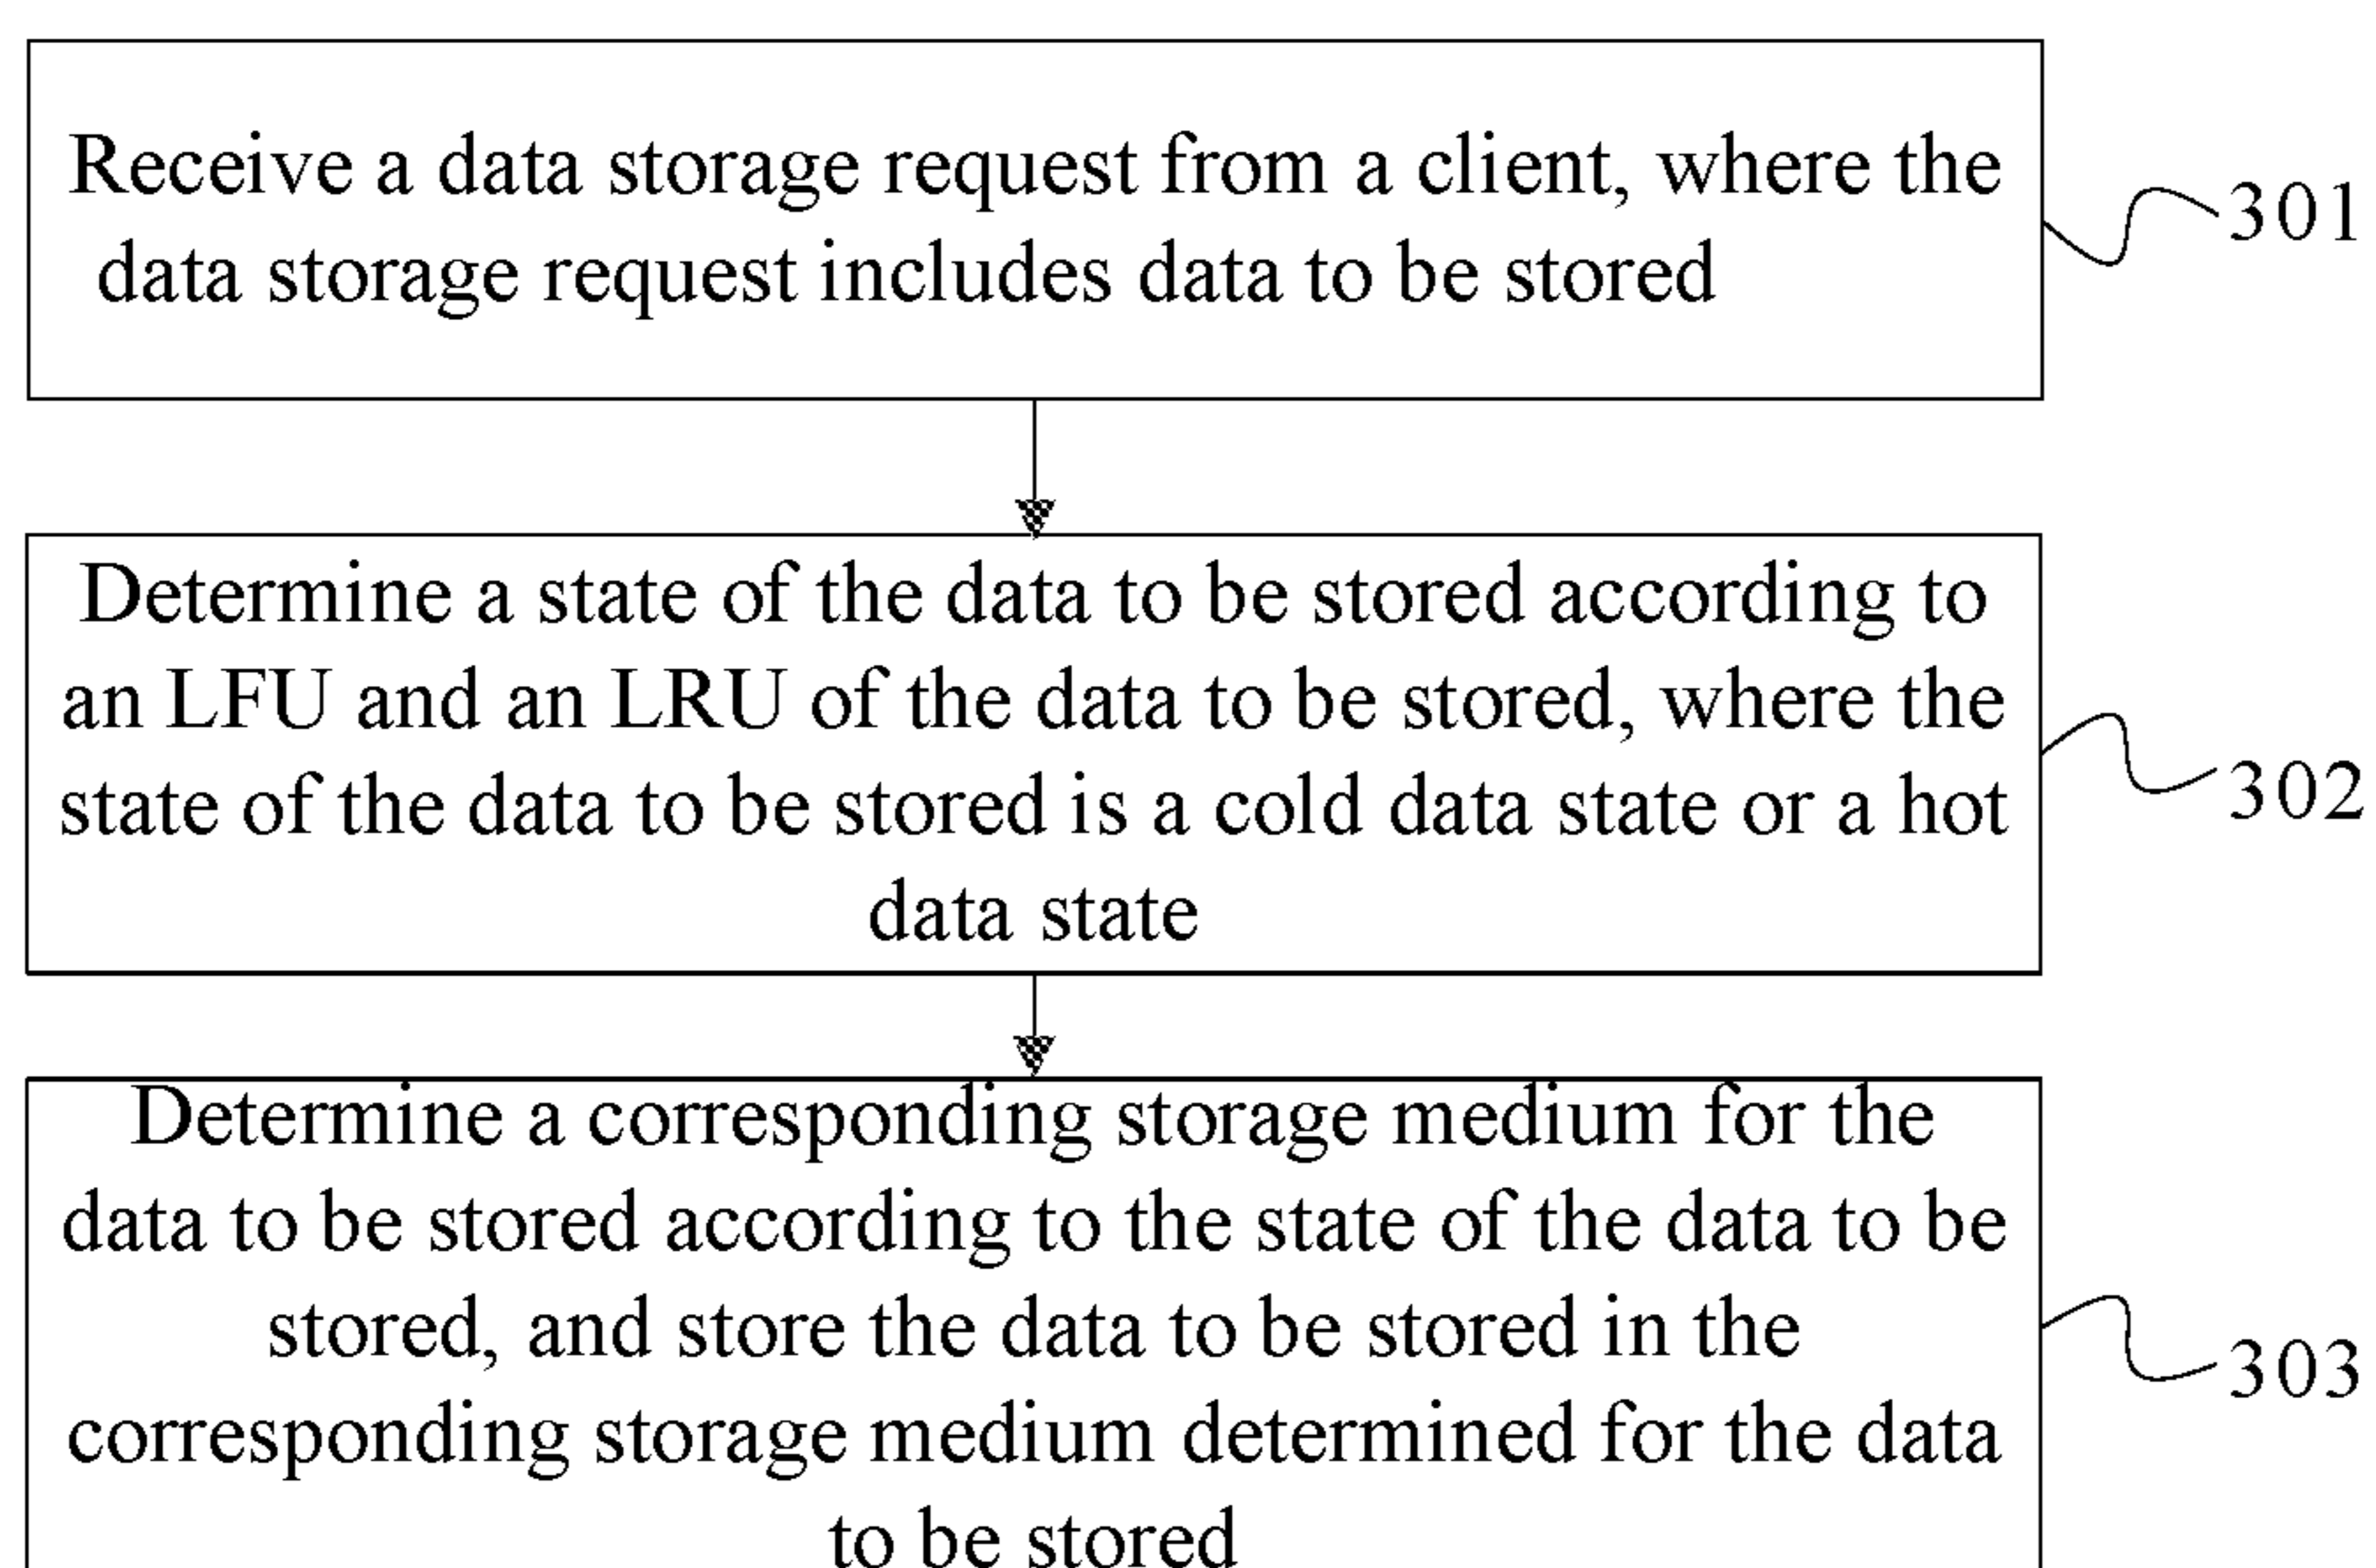 Receive a data storage request from a client, where the
data storage request includes data to be stored
301
Determine a state of the data to be stored according to
an LFU and an LRU of the data to be stored, where the
state of the data to be stored is a cold data state or a hot
data state
302
Determine a corresponding storage medium for the
data to be stored according to the state of the data to be
stored, and store the data to be stored in the
corresponding storage medium determined for the data
to be stored
303